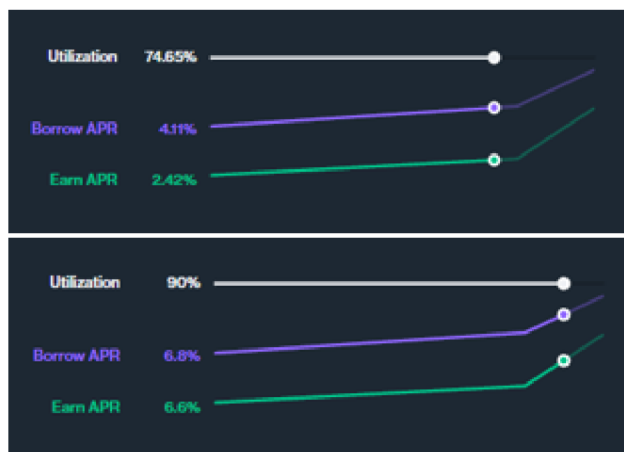 Utilization 74.65%
Borrow APR 4.11%
Earn APR 2.42%
Utilization 90%
Borrow APR 6.8%
Earn APR 6.6%